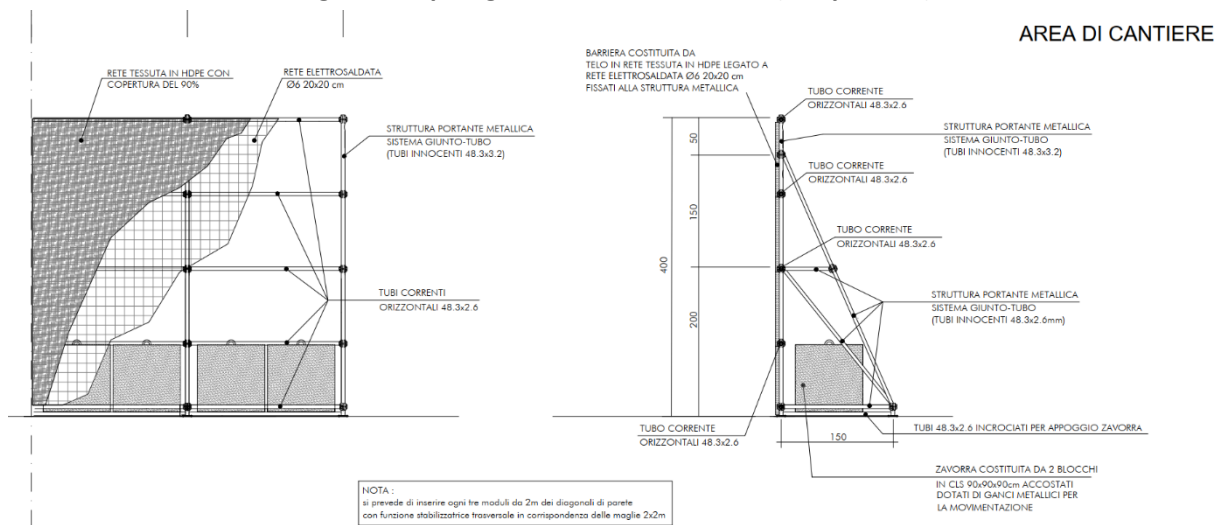 AREA DI CANTIERE
RETE TESSUTA IN HDPE CON
COPERTURA DEL 90%
RETE ELETTROSALDATA
Ø6 20x20 cm
STRUTTURA PORTANTE METALLICA
SISTEMA GIUNTO-TUBO
(TUBI INNOCENTI 48.3x3.2)
TUBI CORRENTI
ORIZZONTALI 48.3x2.6
BARRIERA COSTITUITA DA
TELO IN RETE TESSUTA IN HDPE LEGATO A
RETE ELETTROSALDATA Ø6 20x20 cm
FISSATI ALLA STRUTTURA METALLICA
TUBO CORRENTE
ORIZZONTALI 48.3x2.6
STRUTTURA PORTANTE METALLICA
SISTEMA GIUNTO-TUBO
(TUBI INNOCENTI 48.3x3.2)
TUBO CORRENTE
ORIZZONTALI 48.3x2.6
TUBO CORRENTE
ORIZZONTALI 48.3x2.6
STRUTTURA PORTANTE METALLICA
SISTEMA GIUNTO-TUBO
(TUBI INNOCENTI 48.3x2.6mm)
50
150
400
200
TUBO CORRENTE
ORIZZONTALI 48.3x2.6
150
TUBI 48.3x2.6 INCROCIATI PER APPOGGIO ZAVORRA
ZAVORRA COSTITUITA DA 2 BLOCCHI
IN CLS 90x90x90cm ACCOSTATI
DOTATI DI GANCI METALLICI PER
LA MOVIMENTAZIONE
NOTA :
si prevede di inserire ogni tre moduli da 2m dei diagonali di parete
con funzione stabilizzatrice trasversale in corrispondenza delle maglie 2x2m